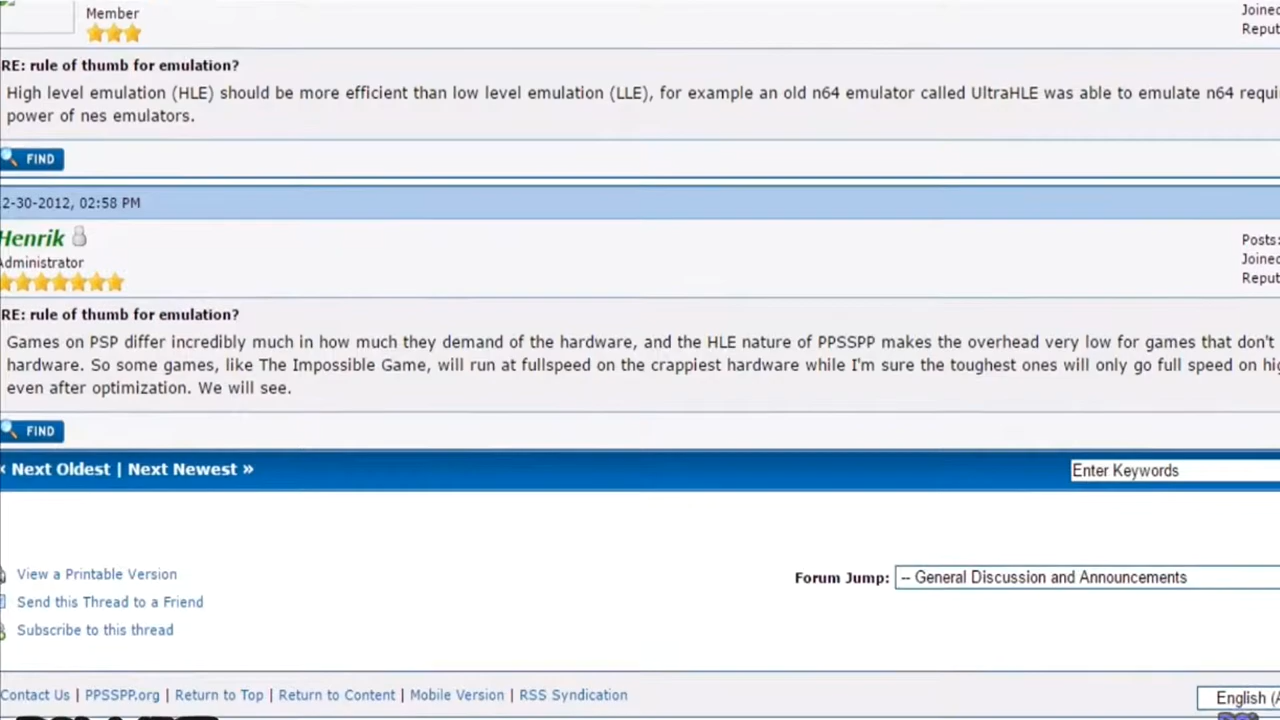 Member
Joined
Reput
RE: rule of thumb for emulation?
High level emulation (HLE) should be more efficient than low level emulation (LLE), for example an old n64 emulator called UltraHLE was able to emulate n64 requi
power of nes emulators.
FIND
2-30-2012, 02:58 PM
Henrik
Administrator
Posts:
Joined
Reput
RE: rule of thumb for emulation?
Games on PSP differ incredibly much in how much they demand of the hardware, and the HLE nature of PPSSPP makes the overhead very low for games that don't
hardware. So some games, like The Impossible Game, will run at fullspeed on the crappiest hardware while I'm sure the toughest ones will only go full speed on hig
even after optimization. We will see.
FIND
« Next Oldest | Next Newest »
Enter Keywords
View a Printable Version
Send this Thread to a Friend
Subscribe to this thread
Forum Jump: -- General Discussion and Announcements
Contact Us | PPSSPP.org | Return to Top | Return to Content | Mobile Version | RSS Syndication
English (A